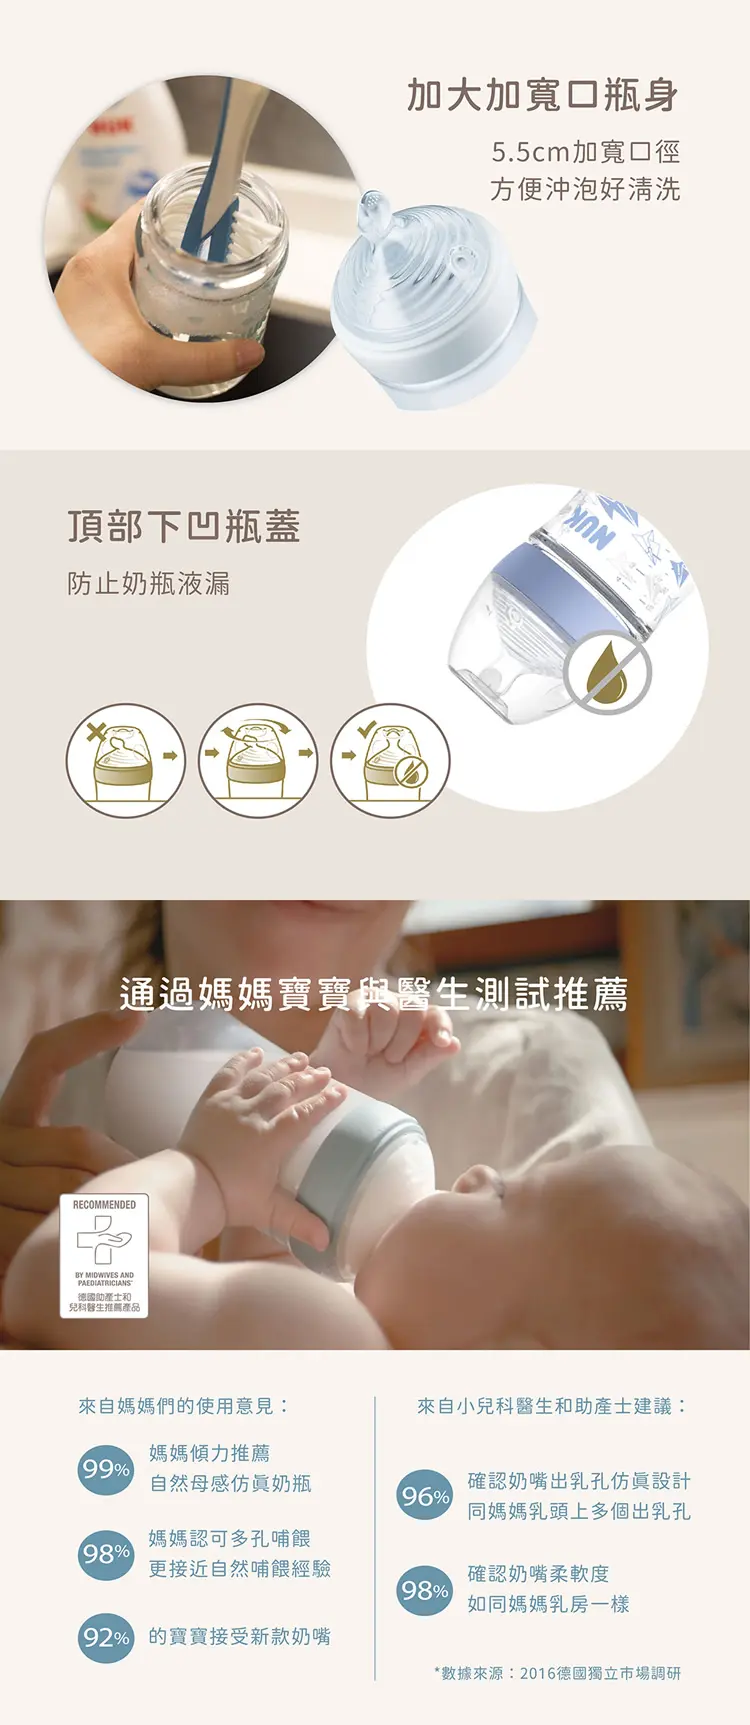 加大加寬口瓶身
5.5cm加寬口徑
方便沖泡好清洗
NUK
頂部下凹瓶蓋
防止奶瓶液漏
NUK
通過媽媽寶寶與醫生測試推薦
RECOMMENDED
BY MIDWIVES AND
PAEDIATRICIANS*
德國助產士和
兒科醫生推薦產品
來自媽媽們的使用意見：
99%
媽媽傾力推薦
自然母感仿真奶瓶
98%
媽媽認可多孔哺餵
更接近自然哺餵經驗
92%
的寶寶接受新款奶嘴
來自小兒科醫生和助產士建議：
96%
確認奶嘴出乳孔仿真設計
同媽媽乳頭上多個出乳孔
98%
確認奶嘴柔軟度
如同媽媽乳房一樣
*數據來源：2016德國獨立市場調研